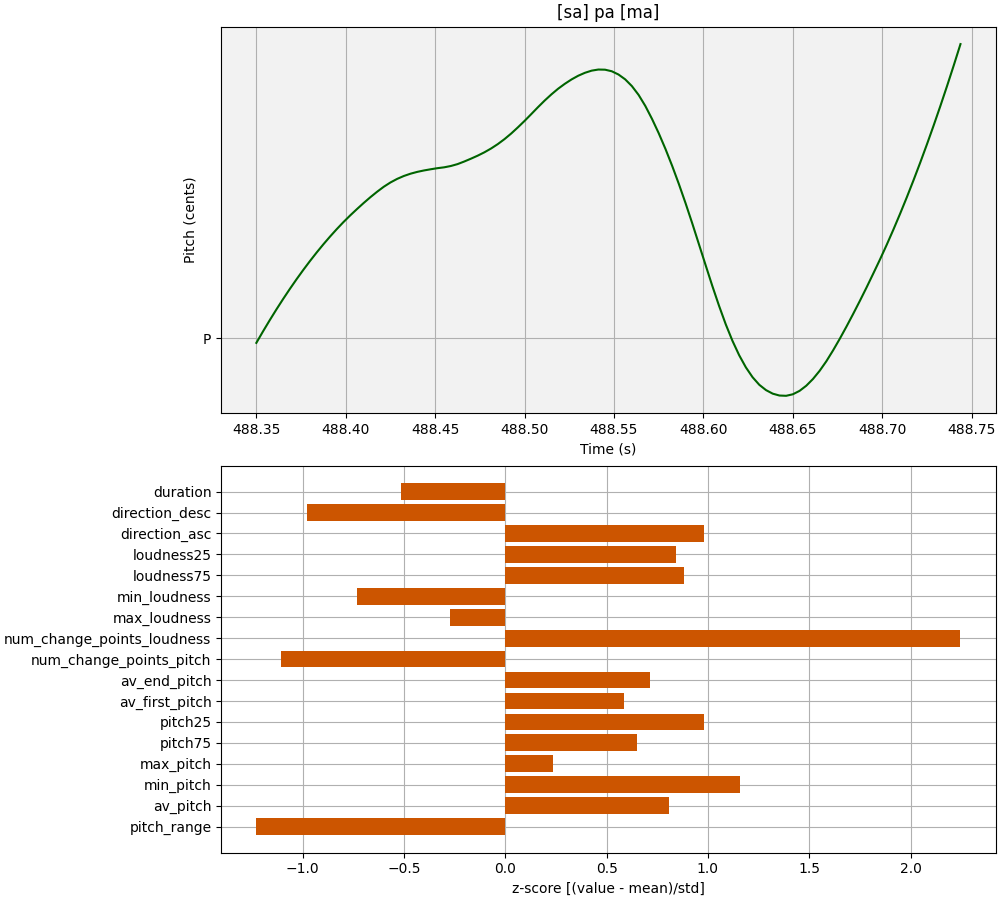 [sa] pa [ma]
Pitch (cents)
P
488.35 488.40 488.45 488.50 488.55 488.60 488.65 488.70 488.75
Time (s)
duration
direction_desc
direction_asc
loudness25
loudness75
min_loudness
max_loudness
num_change_points_loudness
num_change_points_pitch
av_end_pitch
av_first_pitch
pitch25
pitch75
max_pitch
min_pitch
av_pitch
pitch_range
−1.0 −0.5 0.0 0.5 1.0 1.5 2.0
z-score [(value - mean)/std]